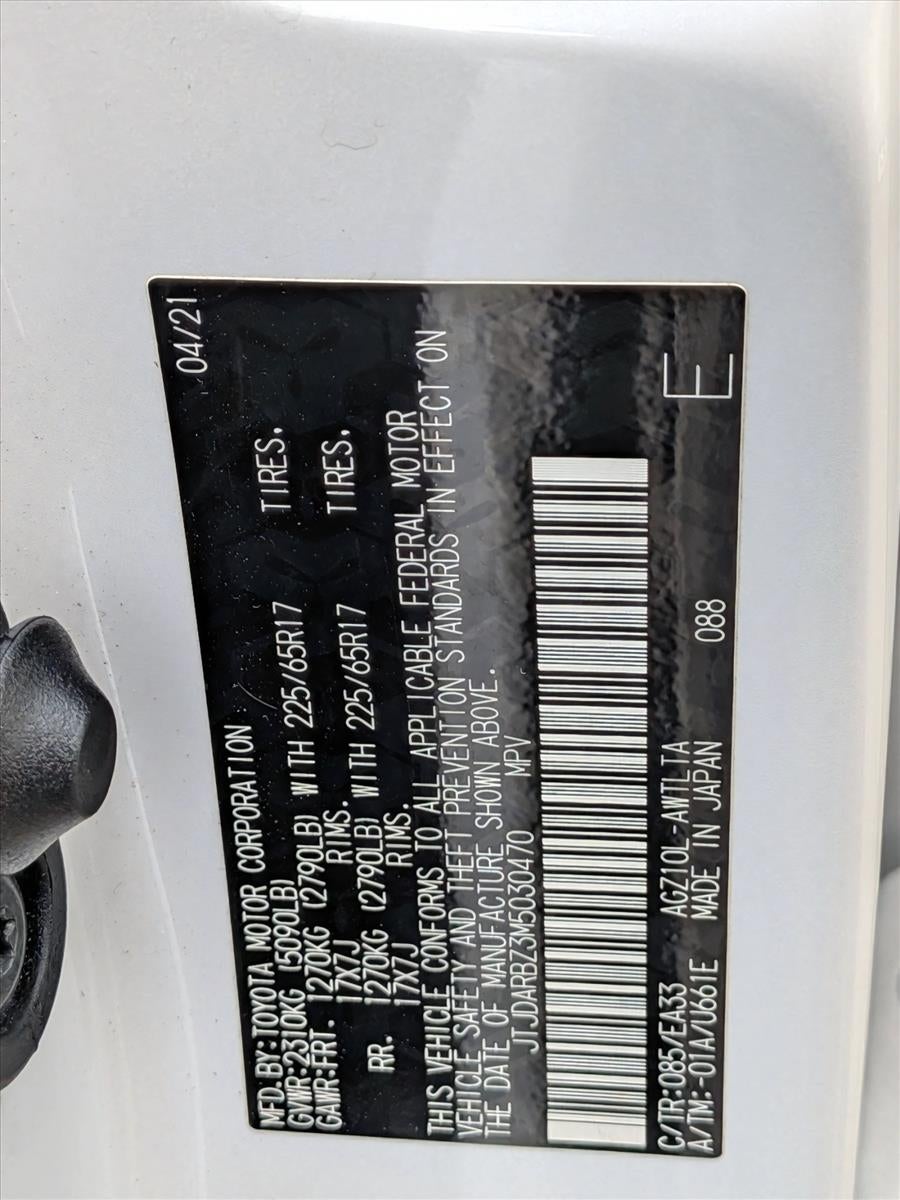 04/21
MFD.BY:TOYOTA MOTOR CORPORATION
GVWR:2310KG (5090LB)
GAWR:FRT. 1270KG (2790LB) WITH 225/65R17 TIRES,
17X7J RIMS.
RR. 1270KG (2790LB) WITH 225/65R17 TIRES,
17X7J RIMS.
THIS VEHICLE CONFORMS TO ALL APPLICABLE FEDERAL MOTOR
VEHICLE SAFETY AND THEFT PREVENTION STANDARDS IN EFFECT ON
THE DATE OF MANUFACTURE SHOWN ABOVE.
JTJDARBZ3M5030470 MPV
C/TR:085/EA33 AGZ10L-AWTLTA 088 E
A/TM:-01A/U661E MADE IN JAPAN